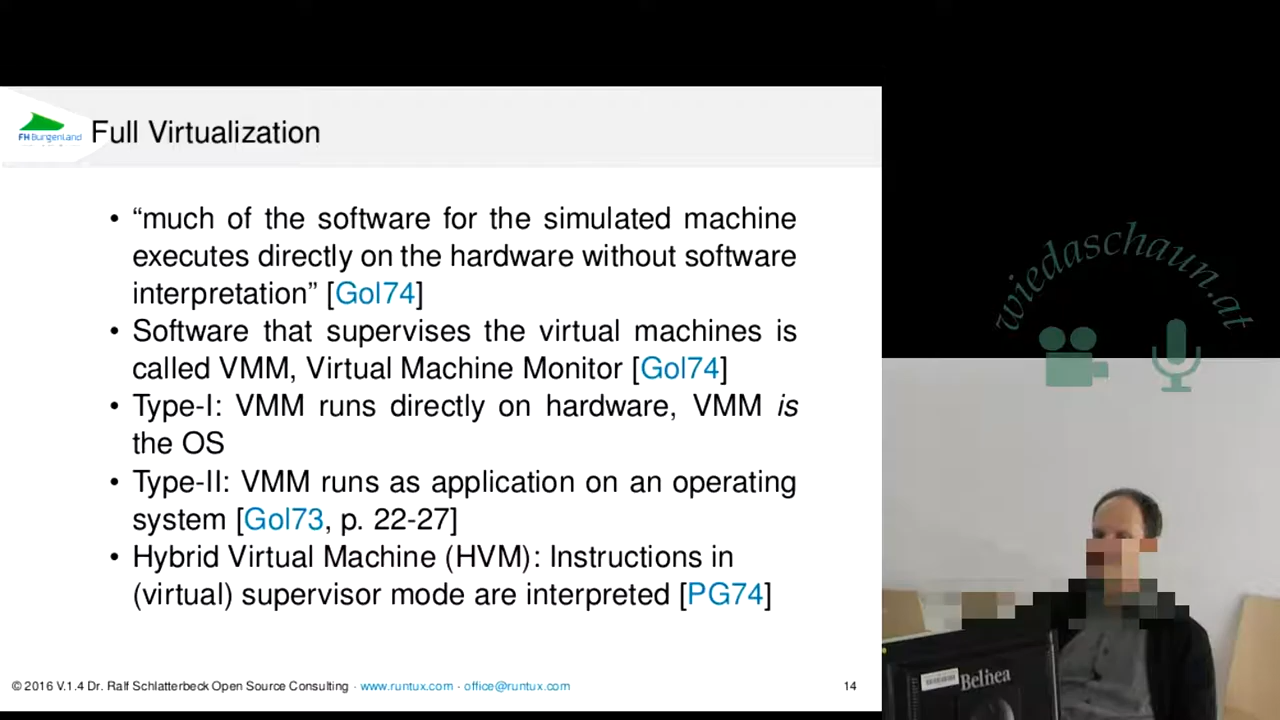 FH Burgenland
Full Virtualization
• “much of the software for the simulated machine
executes directly on the hardware without software
interpretation” [Gol74]
• Software that supervises the virtual machines is
called VMM, Virtual Machine Monitor [Gol74]
• Type-I: VMM runs directly on hardware, VMM is
the OS
• Type-II: VMM runs as application on an operating
system [Gol73, p. 22-27]
• Hybrid Virtual Machine (HVM): Instructions in
(virtual) supervisor mode are interpreted [PG74]
© 2016 V.1.4 Dr. Ralf Schlatterbeck Open Source Consulting · www.runtux.com · office@runtux.com
14
wiedaschaun.at
Belinea